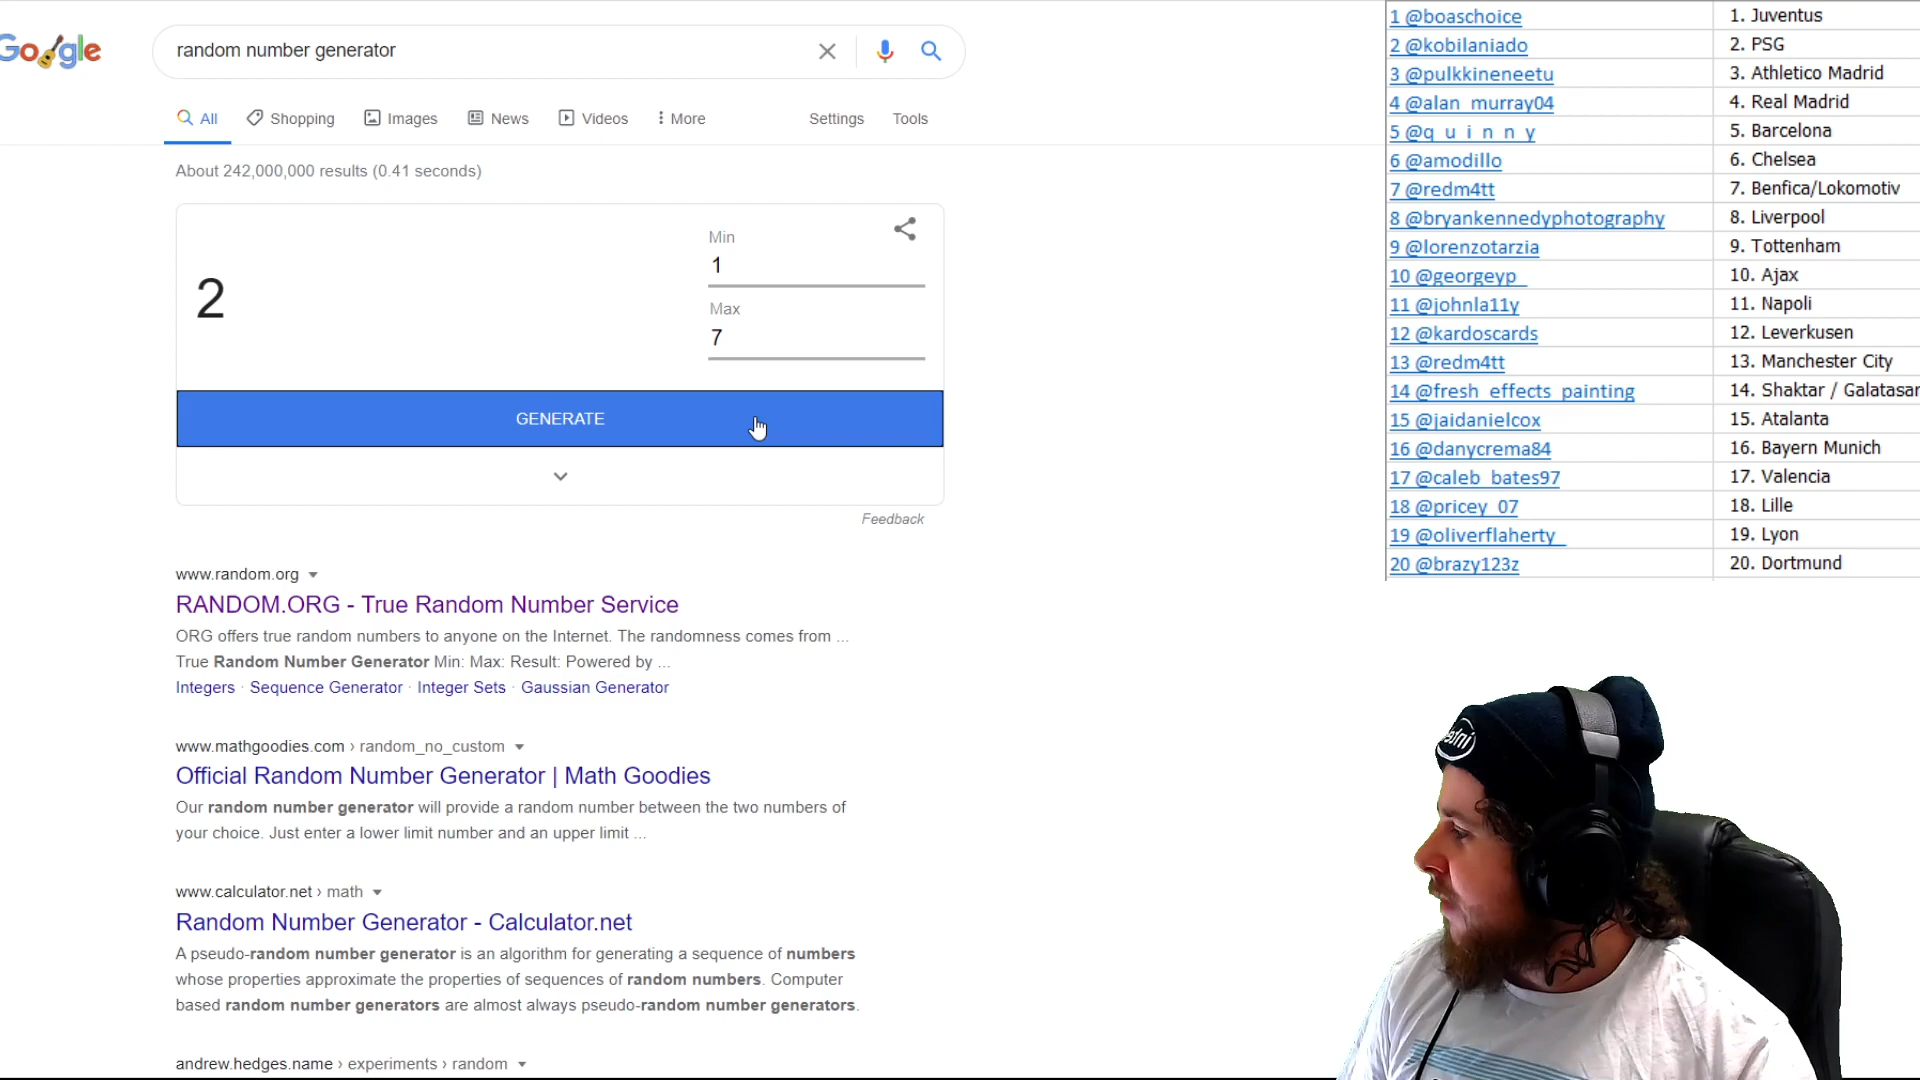 Google
random number generator
All Shopping Images News Videos More Settings Tools
About 242,000,000 results (0.41 seconds)
2
Min
1
Max
7
GENERATE
Feedback
www.random.org
RANDOM.ORG - True Random Number Service
ORG offers true random numbers to anyone on the Internet. The randomness comes from ...
True Random Number Generator Min: Max: Result: Powered by ...
Integers · Sequence Generator · Integer Sets · Gaussian Generator
www.mathgoodies.com › random_no_custom
Official Random Number Generator | Math Goodies
Our random number generator will provide a random number between the two numbers of
your choice. Just enter a lower limit number and an upper limit ...
www.calculator.net › math
Random Number Generator - Calculator.net
A pseudo-random number generator is an algorithm for generating a sequence of numbers
whose properties approximate the properties of sequences of random numbers. Computer
based random number generators are almost always pseudo-random number generators.
andrew.hedges.name › experiments › random
1 @boaschoice 1. Juventus
2 @kobilaniado 2. PSG
3 @pulkkineneetu 3. Athletico Madrid
4 @alan_murray04 4. Real Madrid
5 @q_u_i_n_n_y 5. Barcelona
6 @amodillo 6. Chelsea
7 @redm4tt 7. Benfica/Lokomotiv
8 @bryankennedyphotography 8. Liverpool
9 @lorenzotarzia 9. Tottenham
10 @georgeyp_ 10. Ajax
11 @johnla11y 11. Napoli
12 @kardoscards 12. Leverkusen
13 @redm4tt 13. Manchester City
14 @fresh_effects_painting 14. Shaktar / Galatasar
15 @jaidanielcox 15. Atalanta
16 @danycrema84 16. Bayern Munich
17 @caleb_bates97 17. Valencia
18 @pricey_07 18. Lille
19 @oliverflaherty_ 19. Lyon
20 @brazy123z 20. Dortmund